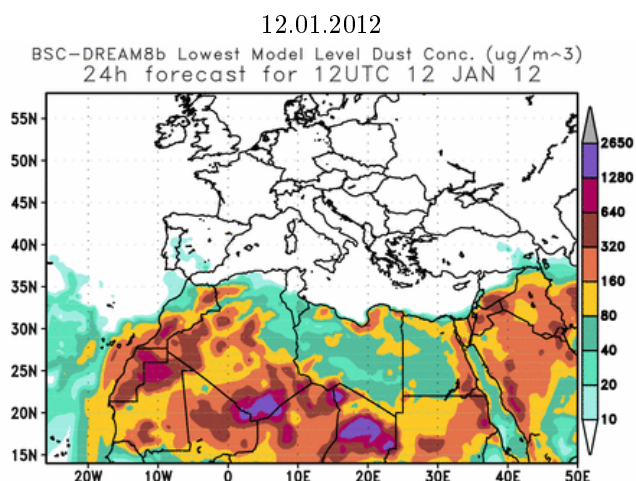 12.01.2012
BSC-DREAM8b Lowest Model Level Dust Conc. (ug/m^3)
24h forecast for 12UTC 12 JAN 12
55N
50N
45N
40N
35N
30N
25N
20N
15N
20W
10W
0
10E
20E
30E
40E
50E
2650
1280
640
320
160
80
40
20
10